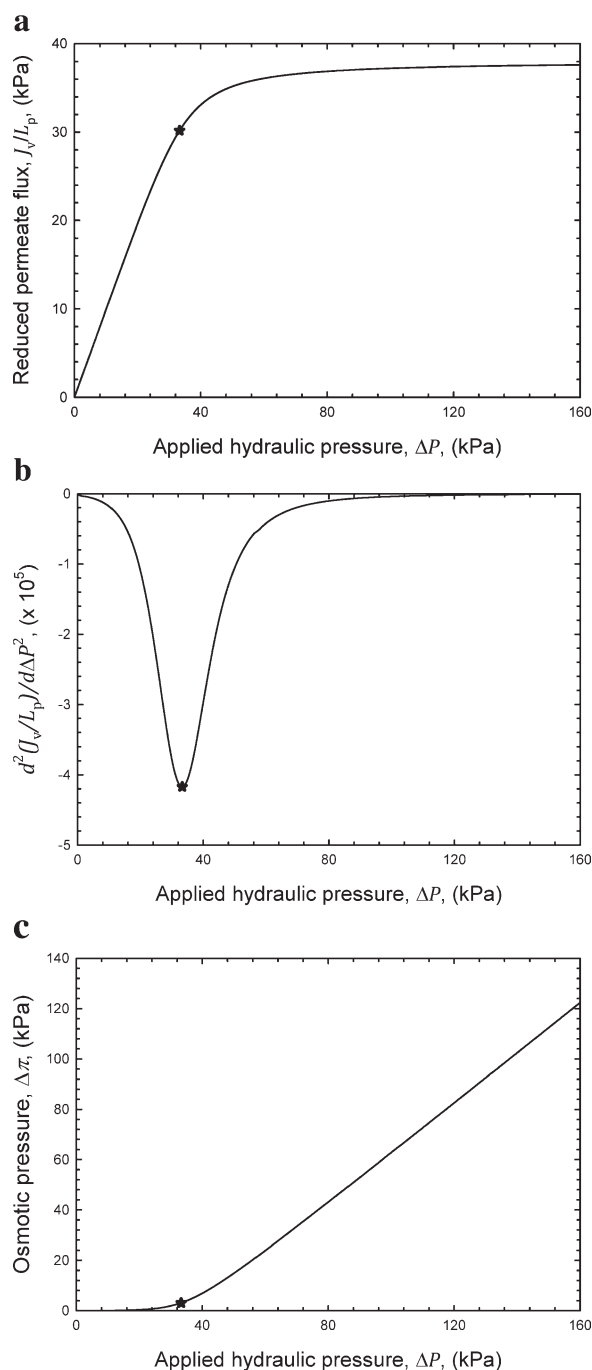 a
40
30
20
10
0
Reduced permeate flux, Jv/Lp, (kPa)
0 40 80 120 160
Applied hydraulic pressure, ΔP, (kPa)
b
0
-1
-2
-3
-4
-5
d²(Jv/Lp)/dΔP², (x 10⁵)
0 40 80 120 160
Applied hydraulic pressure, ΔP, (kPa)
c
140
120
100
80
60
40
20
0
Osmotic pressure, Δπ, (kPa)
0 40 80 120 160
Applied hydraulic pressure, ΔP, (kPa)